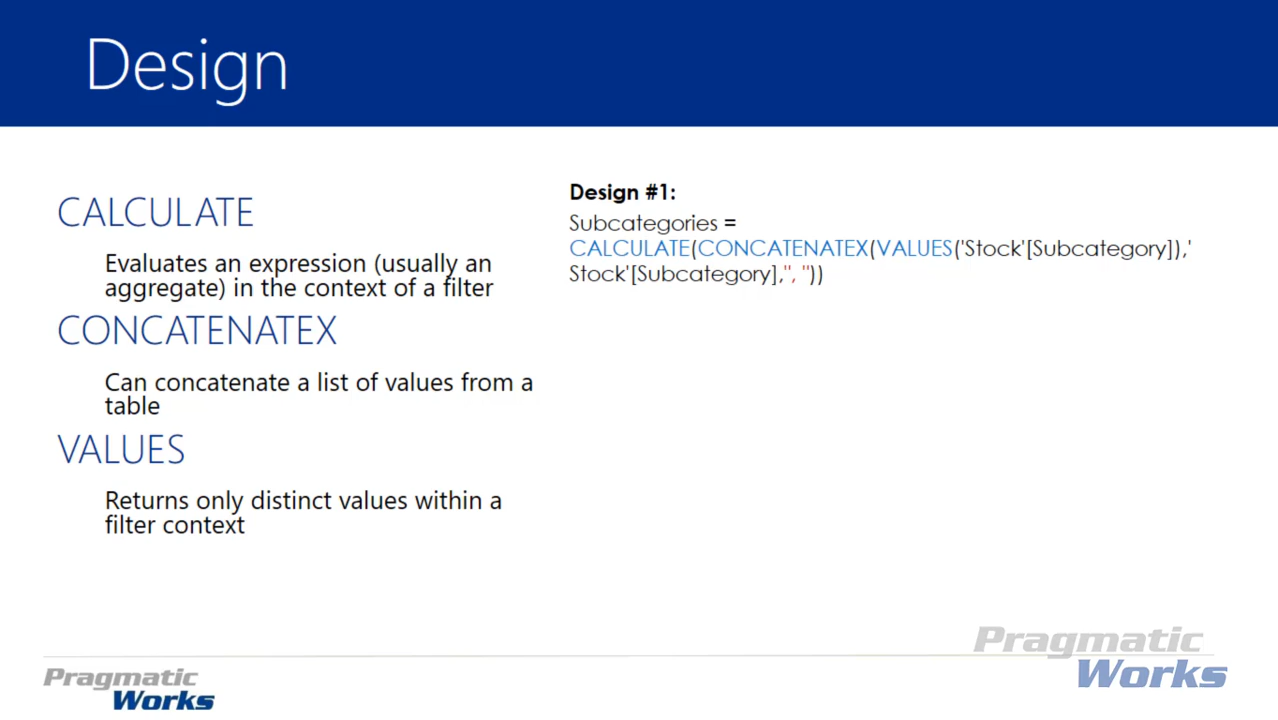 Design
CALCULATE
Evaluates an expression (usually an
aggregate) in the context of a filter
CONCATENATEX
Can concatenate a list of values from a
table
VALUES
Returns only distinct values within a
filter context
Design #1:
Subcategories =
CALCULATE(CONCATENATEX(VALUES('Stock'[Subcategory]),'
Stock'[Subcategory],", "))
Pragmatic
Works
Pragmatic
Works